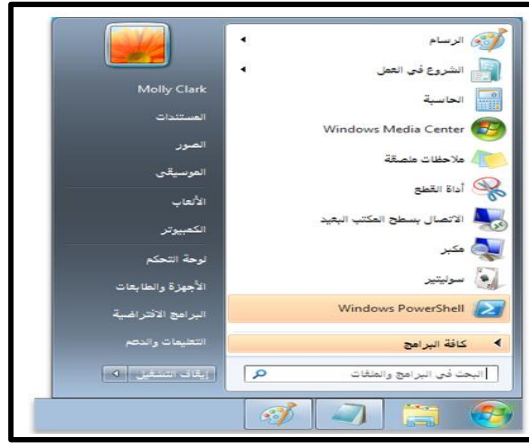 الرسام
الشروع في العمل
الحاسبة
Windows Media Center
ملاحظات ملصقة
أداة القطع
الاتصال بسطح المكتب البعيد
مكبر
سوليتير
Windows PowerShell
كافة البرامج
البحث في البرامج والملفات
Molly Clark
المستندات
الصور
الموسيقى
الألعاب
الكمبيوتر
لوحة التحكم
الأجهزة والطابعات
البرامج الافتراضية
التعليمات والدعم
إيقاف التشغيل